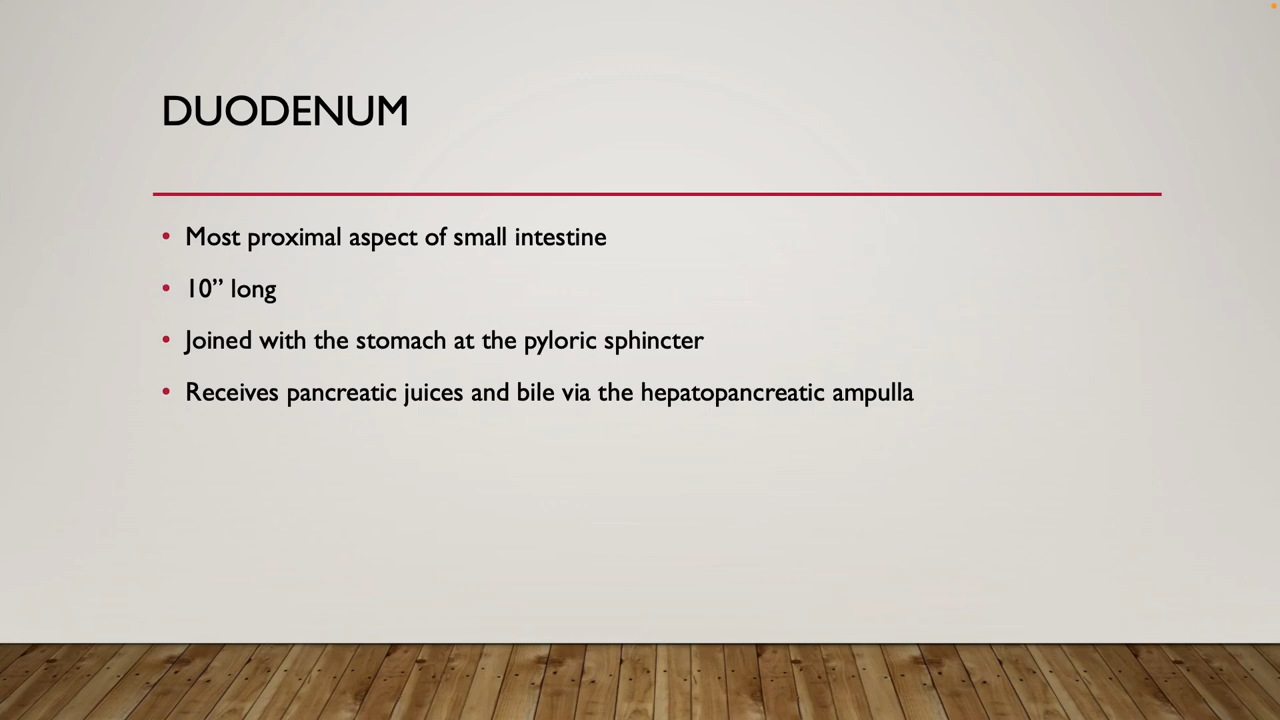 DUODENUM
• Most proximal aspect of small intestine
• 10” long
• Joined with the stomach at the pyloric sphincter
• Receives pancreatic juices and bile via the hepatopancreatic ampulla